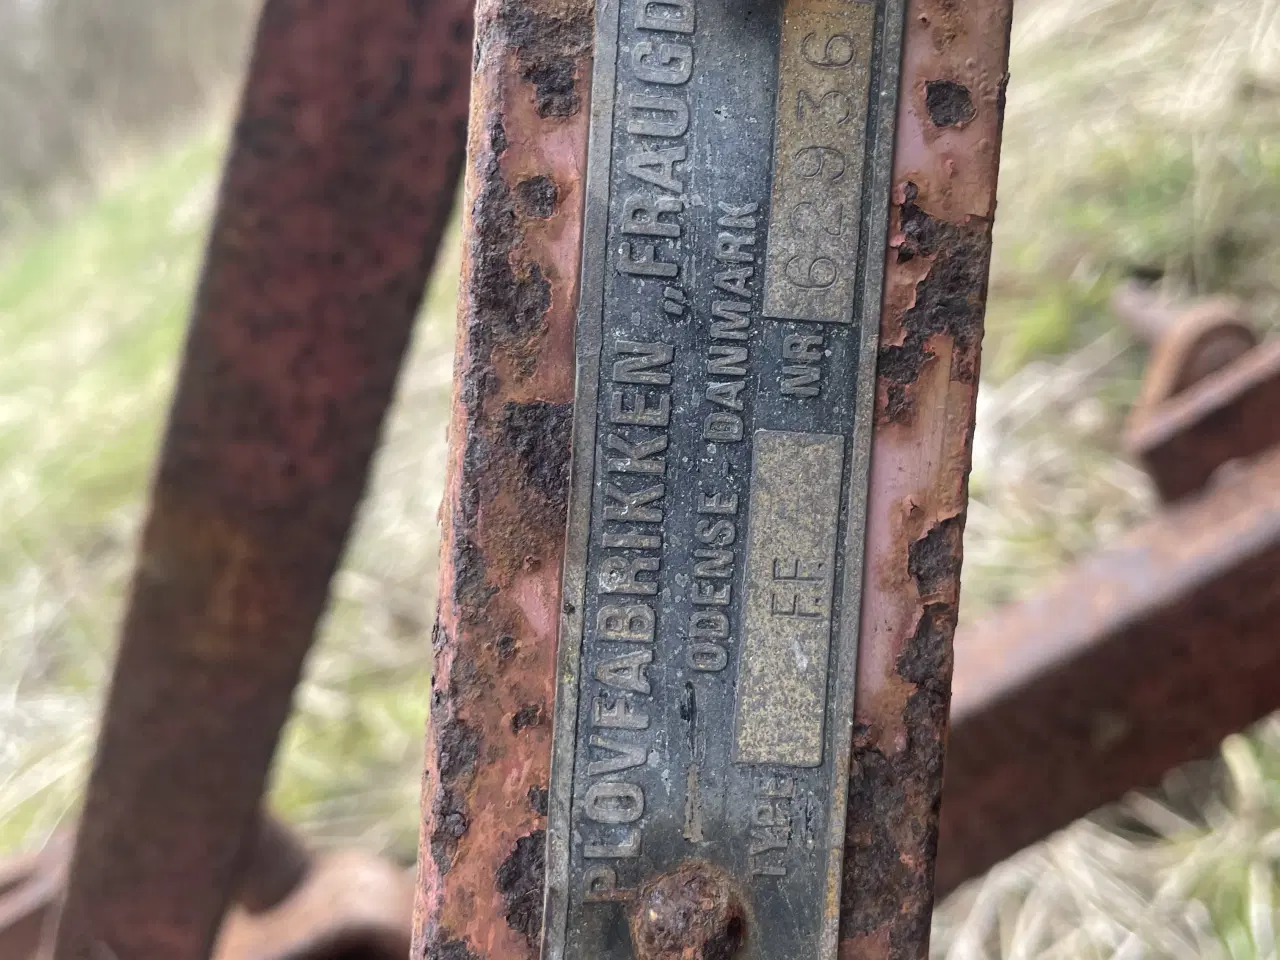 PLOVFABRIKKEN „FRAUGD
ODENSE . DANMARK
TYPE F.F. NR. 62936